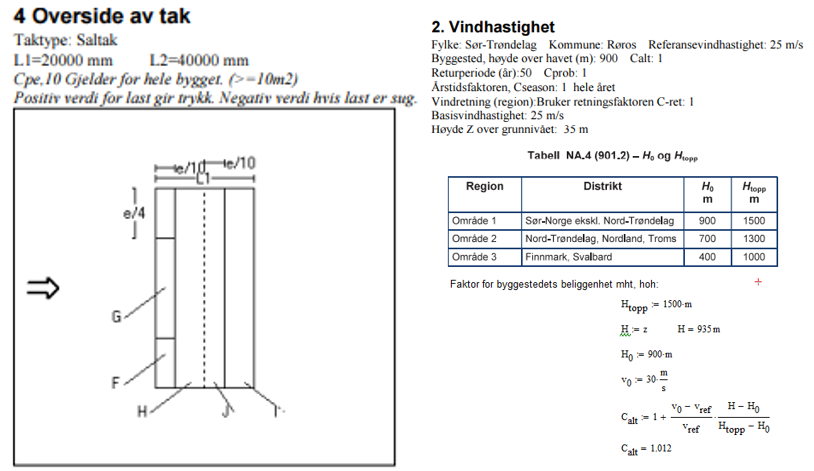 4 Overside av tak
Taktype: Saltak
L1=20000 mm L2=40000 mm
Cpe,10 Gjelder for hele bygget. (>=10m2)
Positiv verdi for last gir trykk. Negativ verdi hvis last er sug.
e/10
e/10
L1
e/4
G
F
H
J
I
2. Vindhastighet
Fylke: Sør-Trøndelag Kommune: Røros Referansevindhastighet: 25 m/s
Byggested, høyde over havet (m): 900 Calt: 1
Returperiode (år):50 Cprob: 1
Årstidsfaktoren, Cseason: 1 hele året
Vindretning (region):Bruker retningsfaktoren C-ret: 1
Basisvindhastighet: 25 m/s
Høyde Z over grunnivået: 35 m
Tabell NA.4 (901.2) – H0 og Htopp
Region Distrikt H0 m Htopp m
Område 1 Sør-Norge ekskl. Nord-Trøndelag 900 1500
Område 2 Nord-Trøndelag, Nordland, Troms 700 1300
Område 3 Finnmark, Svalbard 400 1000
Faktor for byggestedets beliggenhet mht, hoh:
Htopp := 1500·m
H := z H = 935 m
H0 := 900·m
v0 := 30·m/s
Calt := 1 + (v0 − vref)/vref · (H − H0)/(Htopp − H0)
Calt = 1.012